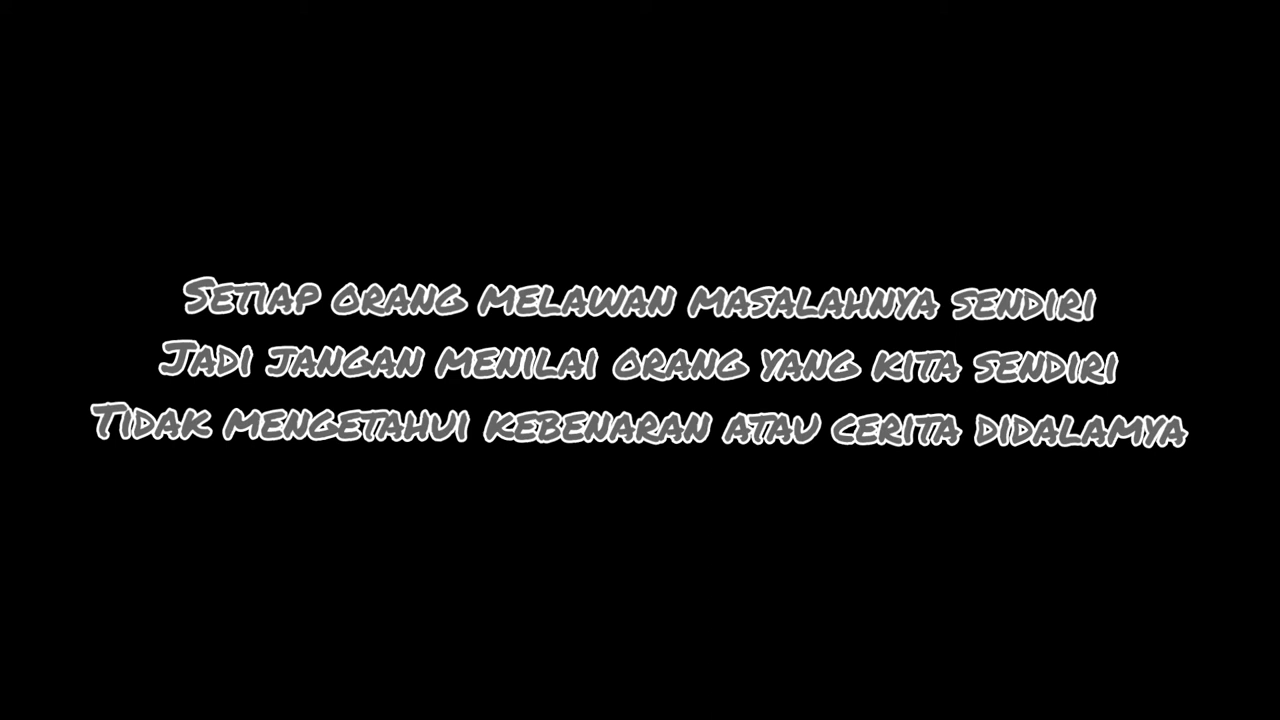 Setiap orang melawan masalahnya sendiri
Jadi jangan menilai orang yang kita sendiri
Tidak mengetahui kebenaran atau cerita didalamya